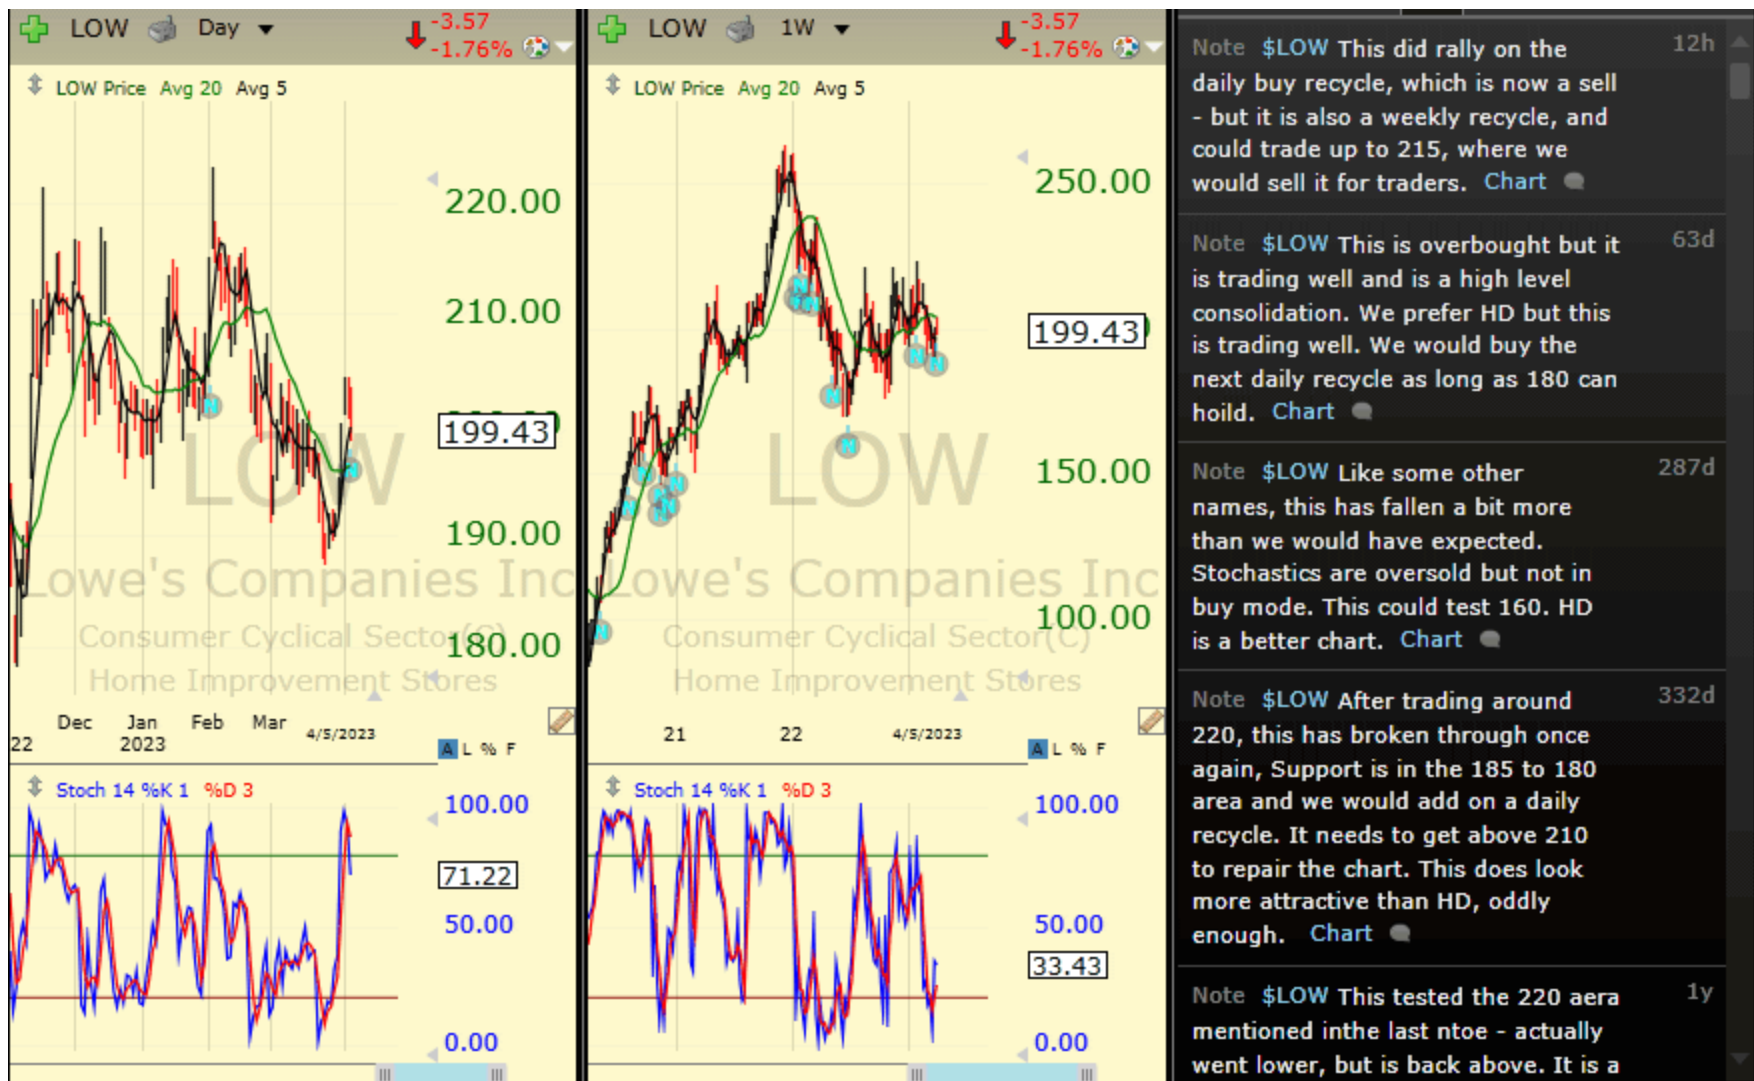 LOW Day
-3.57
-1.76%
LOW Price Avg 20 Avg 5
220.00
210.00
199.43
190.00
180.00
LOW
Lowe's Companies Inc
Consumer Cyclical Sector(C)
Home Improvement Stores
Dec Jan Feb Mar 4/5/2023
22 2023
A L % F
Stoch 14 %K 1 %D 3
100.00
71.22
50.00
0.00
LOW 1W
-3.57
-1.76%
LOW Price Avg 20 Avg 5
250.00
199.43
150.00
100.00
LOW
Lowe's Companies Inc
Consumer Cyclical Sector(C)
Home Improvement Stores
21 22 4/5/2023
A L % F
Stoch 14 %K 1 %D 3
100.00
50.00
33.43
0.00
Note $LOW This did rally on the 12h
daily buy recycle, which is now a sell
- but it is also a weekly recycle, and
could trade up to 215, where we
would sell it for traders. Chart
Note $LOW This is overbought but it 63d
is trading well and is a high level
consolidation. We prefer HD but this
is trading well. We would buy the
next daily recycle as long as 180 can
hoild. Chart
Note $LOW Like some other 287d
names, this has fallen a bit more
than we would have expected.
Stochastics are oversold but not in
buy mode. This could test 160. HD
is a better chart. Chart
Note $LOW After trading around 332d
220, this has broken through once
again, Support is in the 185 to 180
area and we would add on a daily
recycle. It needs to get above 210
to repair the chart. This does look
more attractive than HD, oddly
enough. Chart
Note $LOW This tested the 220 aera 1y
mentioned inthe last ntoe - actually
went lower, but is back above. It is a